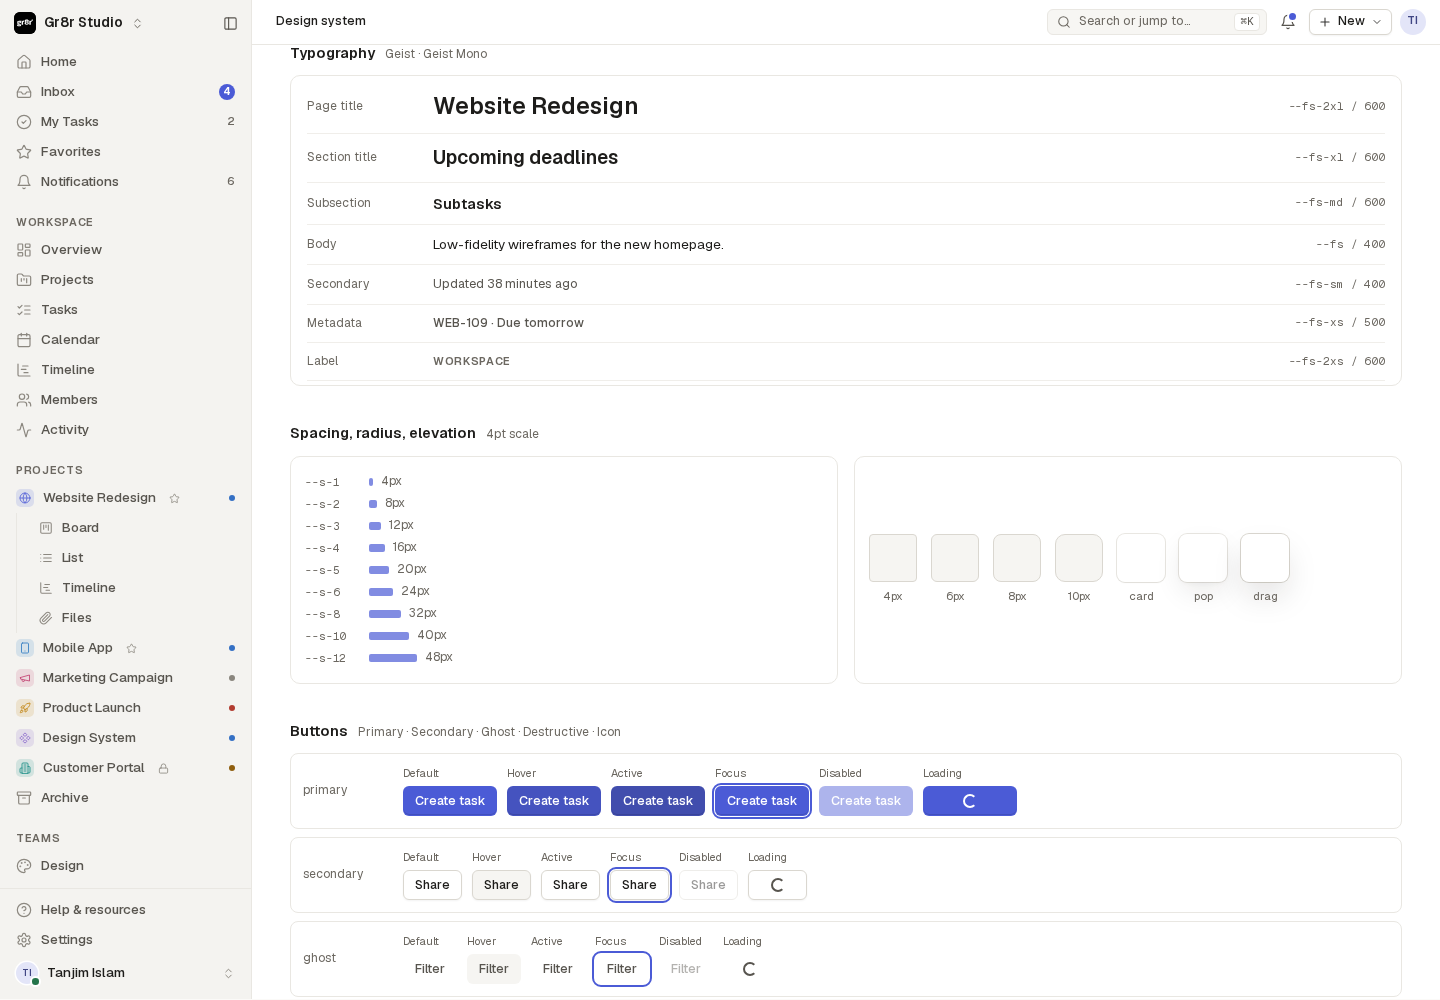 gr8r Gr8r Studio
Home
Inbox 4
My Tasks 2
Favorites
Notifications 6
WORKSPACE
Overview
Projects
Tasks
Calendar
Timeline
Members
Activity
PROJECTS
Website Redesign
Board
List
Timeline
Files
Mobile App
Marketing Campaign
Product Launch
Design System
Customer Portal
Archive
TEAMS
Design
Help & resources
Settings
TI Tanjim Islam
Design system Search or jump to... ⌘K New TI
Typography Geist · Geist Mono
Page title Website Redesign --fs-2xl / 600
Section title Upcoming deadlines --fs-xl / 600
Subsection Subtasks --fs-md / 600
Body Low-fidelity wireframes for the new homepage. --fs / 400
Secondary Updated 38 minutes ago --fs-sm / 400
Metadata WEB-109 · Due tomorrow --fs-xs / 500
Label WORKSPACE --fs-2xs / 600
Spacing, radius, elevation 4pt scale
--s-1 4px
--s-2 8px
--s-3 12px
--s-4 16px
--s-5 20px
--s-6 24px
--s-8 32px
--s-10 40px
--s-12 48px
4px 6px 8px 10px card pop drag
Buttons Primary · Secondary · Ghost · Destructive · Icon
Default Hover Active Focus Disabled Loading
primary Create task Create task Create task Create task Create task
Default Hover Active Focus Disabled Loading
secondary Share Share Share Share Share
Default Hover Active Focus Disabled Loading
ghost Filter Filter Filter Filter Filter